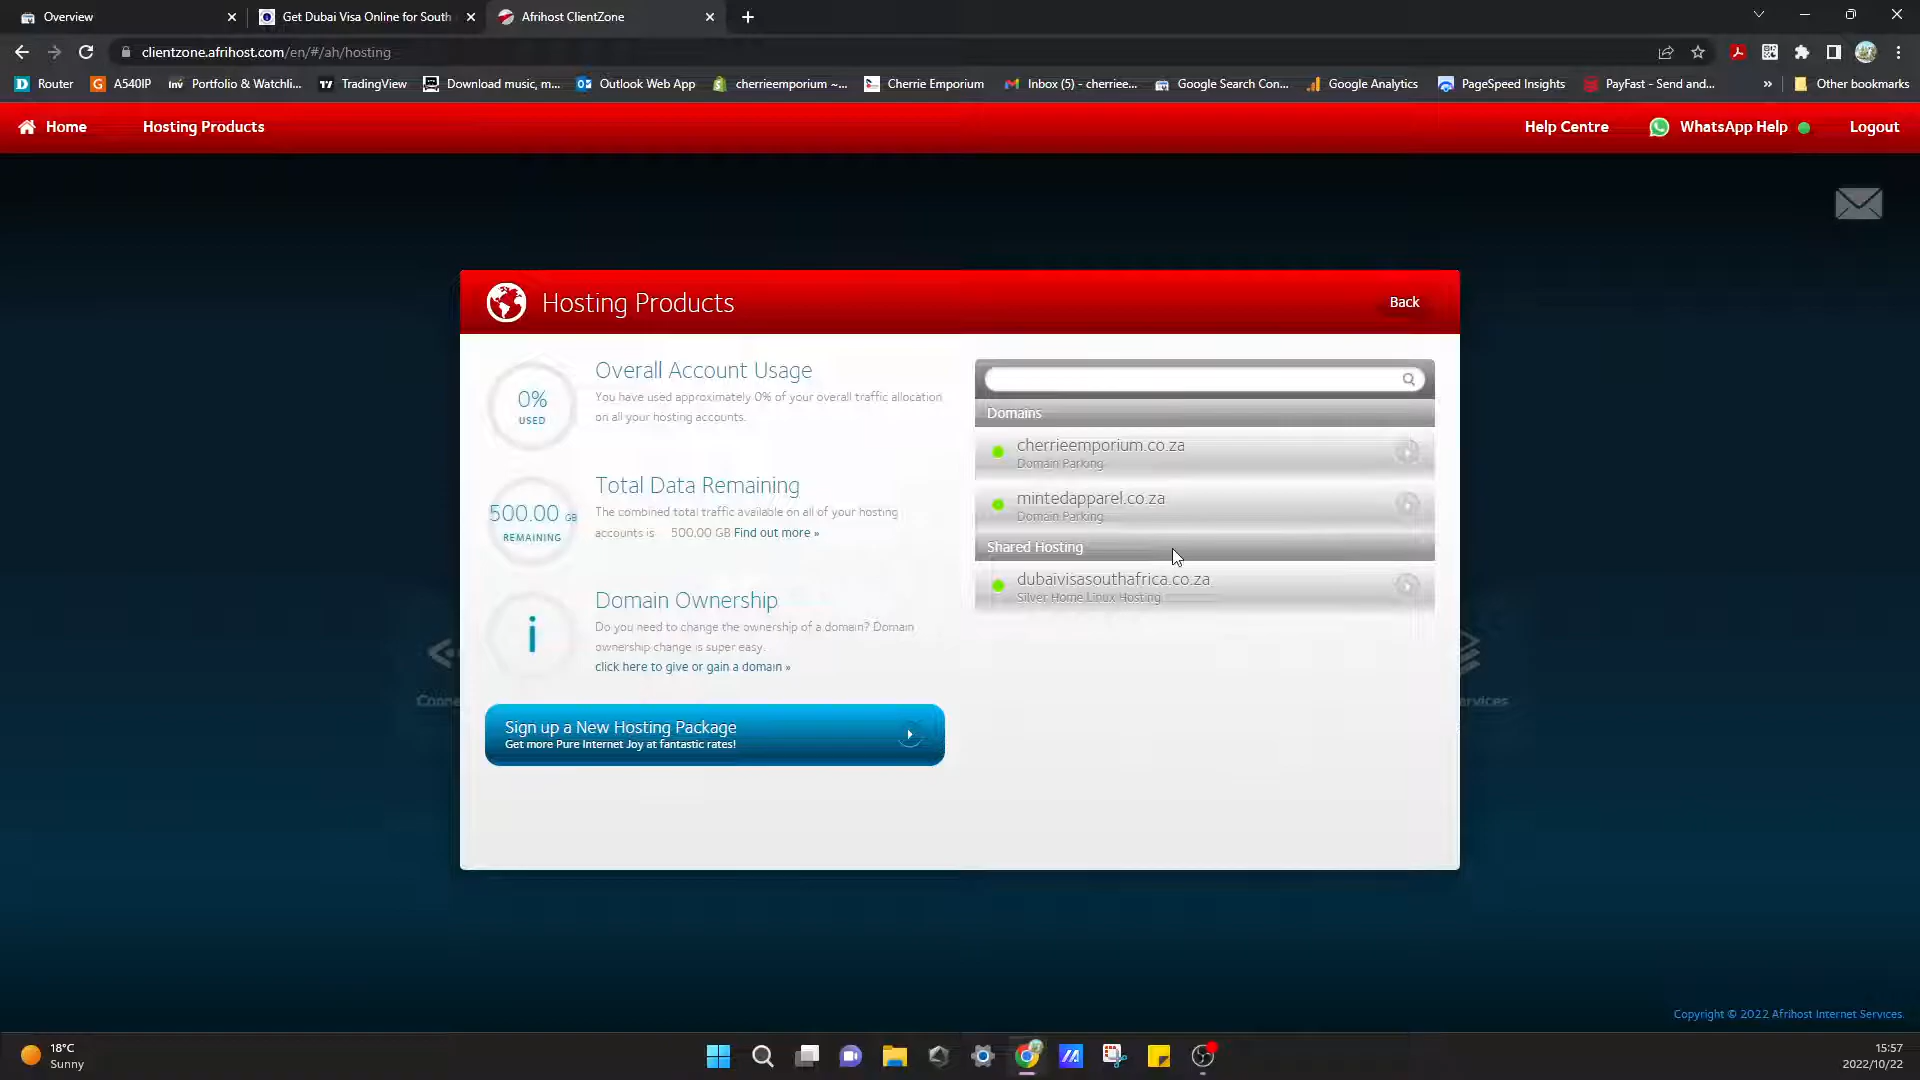 Overview
Get Dubai Visa Online for South
Afrihost ClientZone
clientzone.afrihost.com/en/#/ah/hosting
Router
A540IP
Portfolio & Watchli...
TradingView
Download music, m...
Outlook Web App
cherrieemporium ~...
Cherrie Emporium
Inbox (5) - cherriee...
Google Search Con...
Google Analytics
PageSpeed Insights
PayFast - Send and...
»
Other bookmarks
Home
Hosting Products
Help Centre
WhatsApp Help
Logout
Hosting Products
Back
0%
USED
Overall Account Usage
You have used approximately 0% of your overall traffic allocation
on all your hosting accounts.
500.00 GB
REMAINING
Total Data Remaining
The combined total traffic available on all of your hosting
accounts is 500.00 GB Find out more »
i
Domain Ownership
Do you need to change the ownership of a domain? Domain
ownership change is super easy.
click here to give or gain a domain »
Sign up a New Hosting Package
Get more Pure Internet Joy at fantastic rates!
Domains
cherrieemporium.co.za
Domain Parking
mintedapparel.co.za
Domain Parking
Shared Hosting
dubaivisasouthafrica.co.za
Silver Home Linux Hosting
Conne
ervices
Copyright © 2022 Afrihost Internet Services.
18°C
Sunny
15:57
2022/10/22